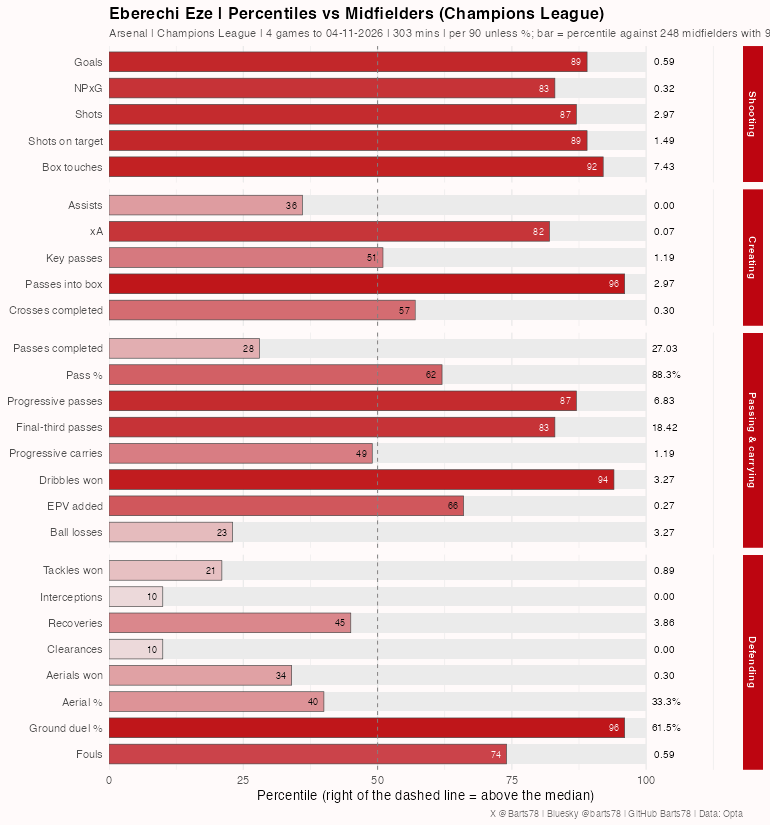 Eberechi Eze | Percentiles vs Midfielders (Champions League)
Arsenal | Champions League | 4 games to 04-11-2026 | 303 mins | per 90 unless %; bar = percentile against 248 midfielders with 9
Goals 89 0.59
NPxG 83 0.32
Shots 87 2.97
Shots on target 89 1.49
Box touches 92 7.43
Shooting
Assists 36 0.00
xA 82 0.07
Key passes 51 1.19
Passes into box 96 2.97
Crosses completed 57 0.30
Creating
Passes completed 28 27.03
Pass % 62 88.3%
Progressive passes 87 6.83
Final-third passes 83 18.42
Progressive carries 49 1.19
Dribbles won 94 3.27
EPV added 66 0.27
Ball losses 23 3.27
Passing & carrying
Tackles won 21 0.89
Interceptions 10 0.00
Recoveries 45 3.86
Clearances 10 0.00
Aerials won 34 0.30
Aerial % 40 33.3%
Ground duel % 96 61.5%
Fouls 74 0.59
Defending
0 25 50 75 100
Percentile (right of the dashed line = above the median)
X @Barts78 | Bluesky @barts78 | GitHub Barts78 | Data: Opta